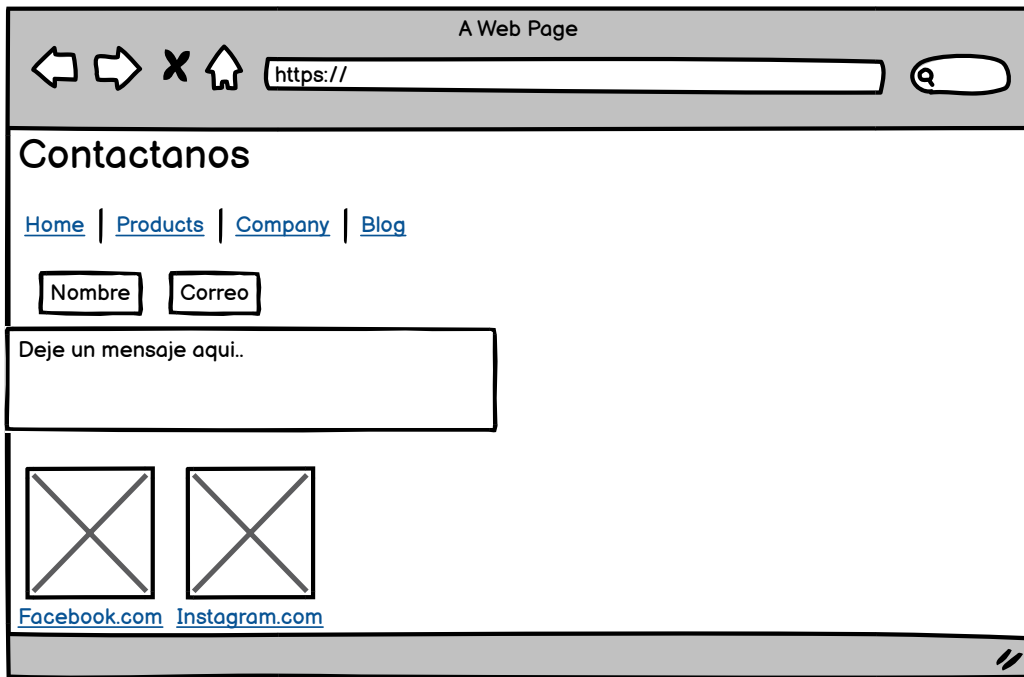 A Web Page
https://
Contactanos
Home Products Company Blog
Nombre Correo
Deje un mensaje aqui..
Facebook.com Instagram.com